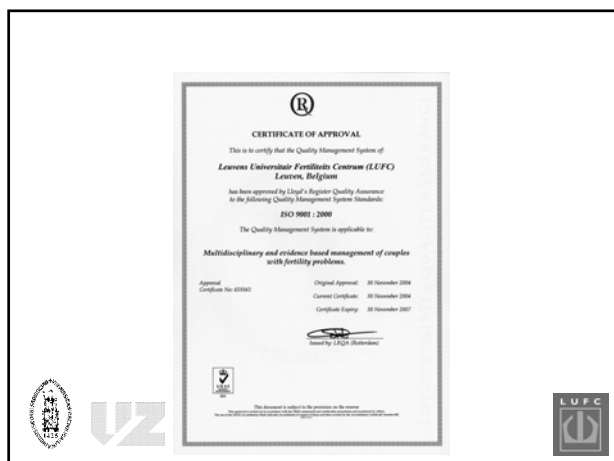 R
CERTIFICATE OF APPROVAL
This is to certify that the Quality Management System of:
Leuvens Universitair Fertiliteits Centrum (LUFC)
Leuven, Belgium
has been approved by Lloyd's Register Quality Assurance
to the following Quality Management System Standards:
ISO 9001 : 2000
The Quality Management System is applicable to:
Multidisciplinary and evidence based management of couples
with fertility problems.
Approval
Certificate No:
Original Approval: 30 November 2004
Current Certificate: 30 November 2004
Certificate Expiry: 30 November 2007
Issued by: LRQA (Rotterdam)
This document is subject to the provision on the reverse
1425
UZ
LUFC